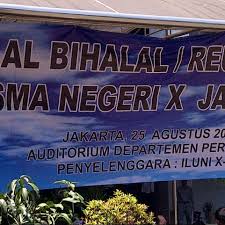 AL BIHALAL / REU
SMA NEGERI X JA
JAKARTA, 25 AGUSTUS 20
AUDITORIUM DEPARTEMEN PER
PENYELENGGARA : ILUNI X-